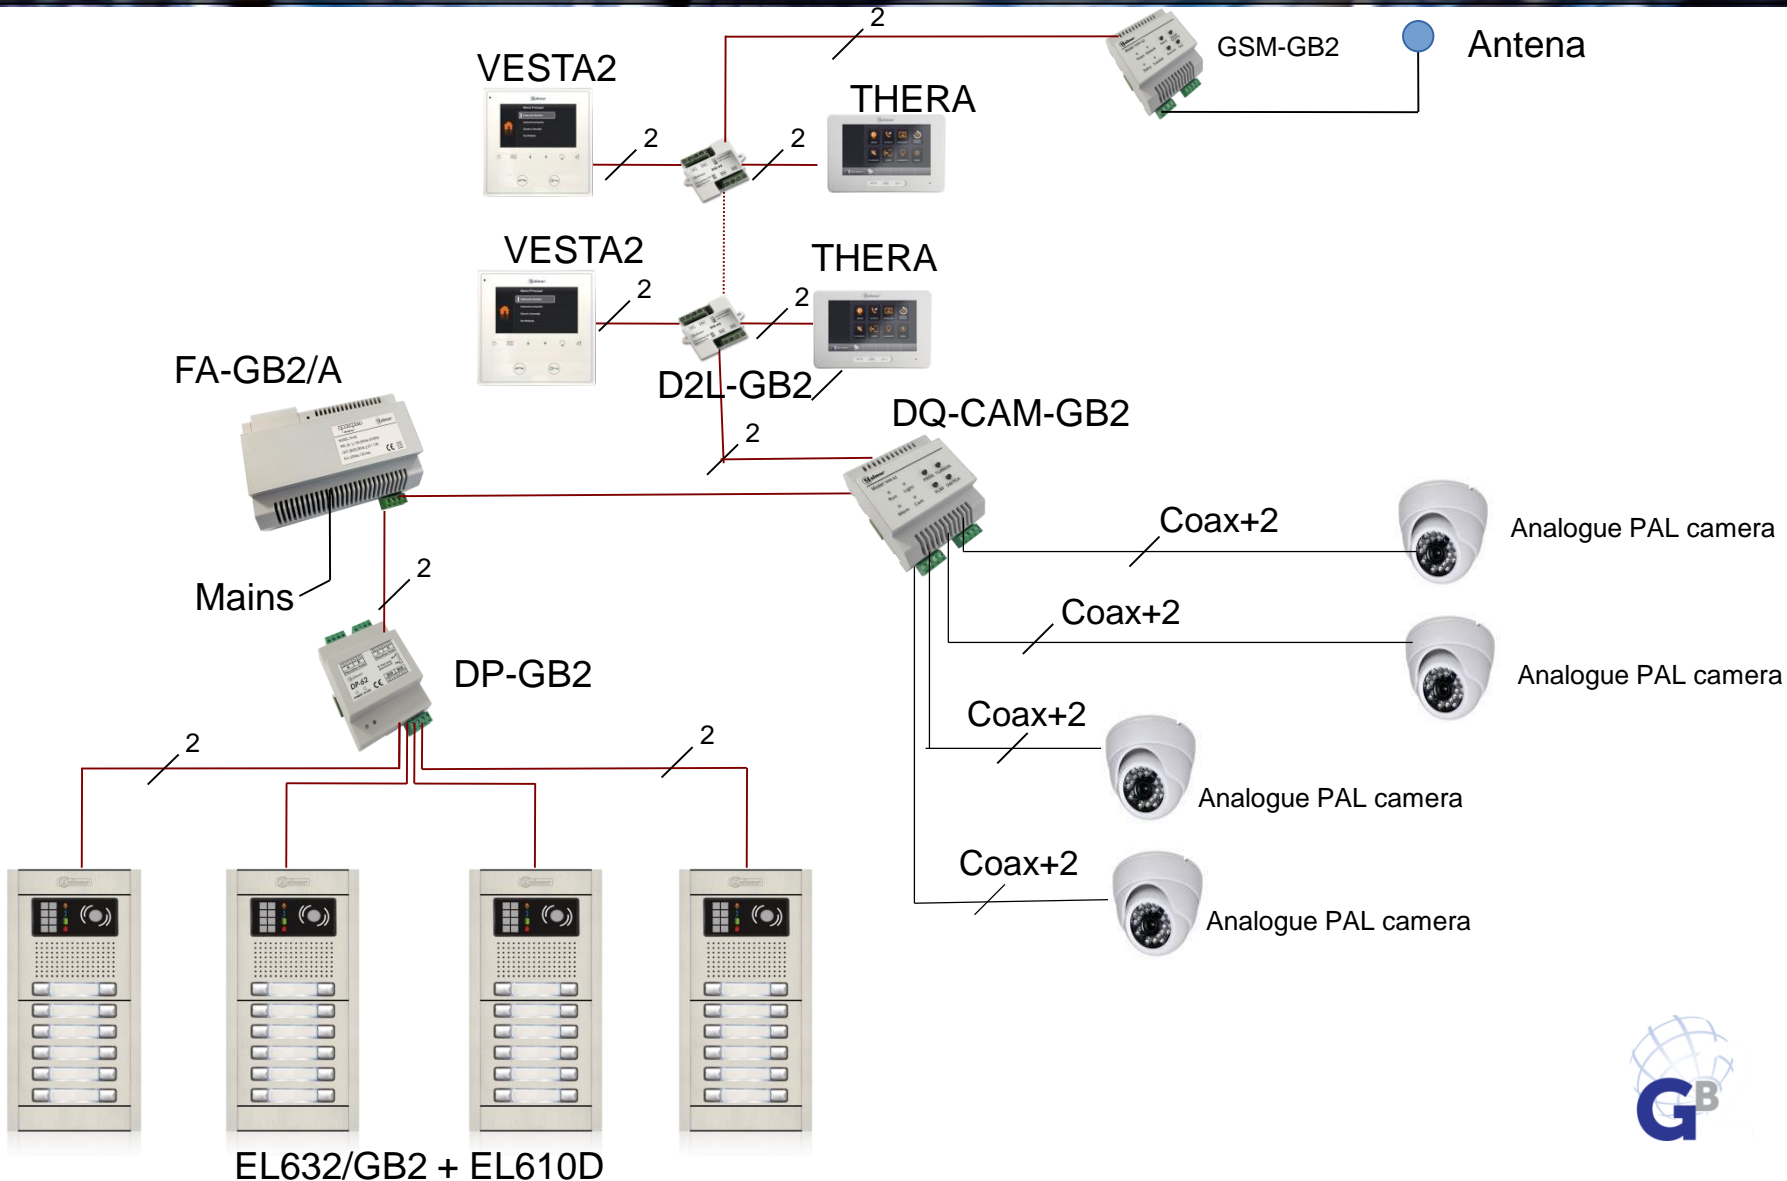 2
GSM-GB2
Antena
VESTA2
THERA
2
2
VESTA2
THERA
2
2
FA-GB2/A
D2L-GB2
DQ-CAM-GB2
2
Coax+2
Analogue PAL camera
Mains
2
Coax+2
Analogue PAL camera
DP-GB2
Coax+2
2
2
Analogue PAL camera
Coax+2
Analogue PAL camera
EL632/GB2 + EL610D
GB